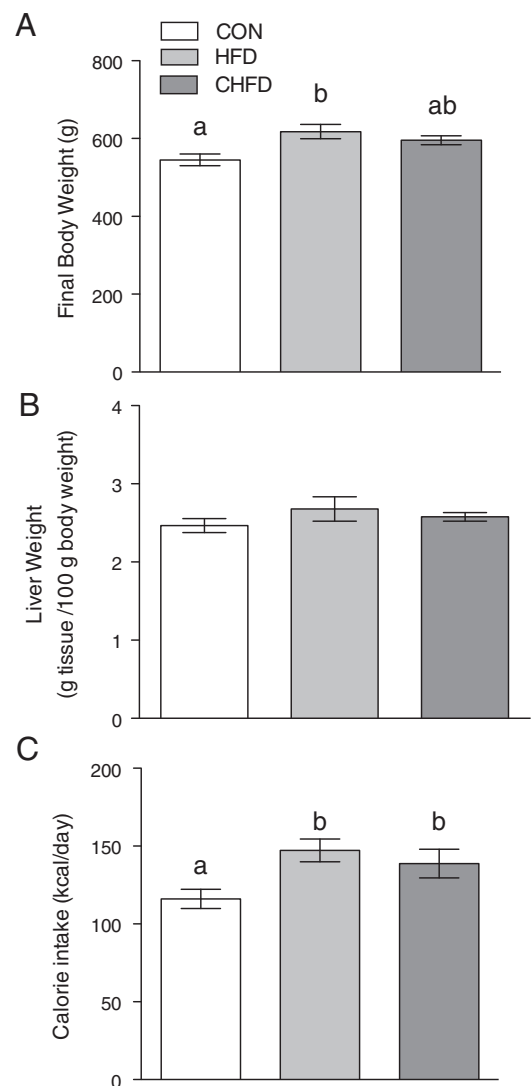 A
CON
HFD
CHFD
800
600
400
200
0
Final Body Weight (g)
a
b
ab
B
4
3
2
1
0
Liver Weight
(g tissue /100 g body weight)
C
200
150
100
50
0
Calorie intake (kcal/day)
a
b
b